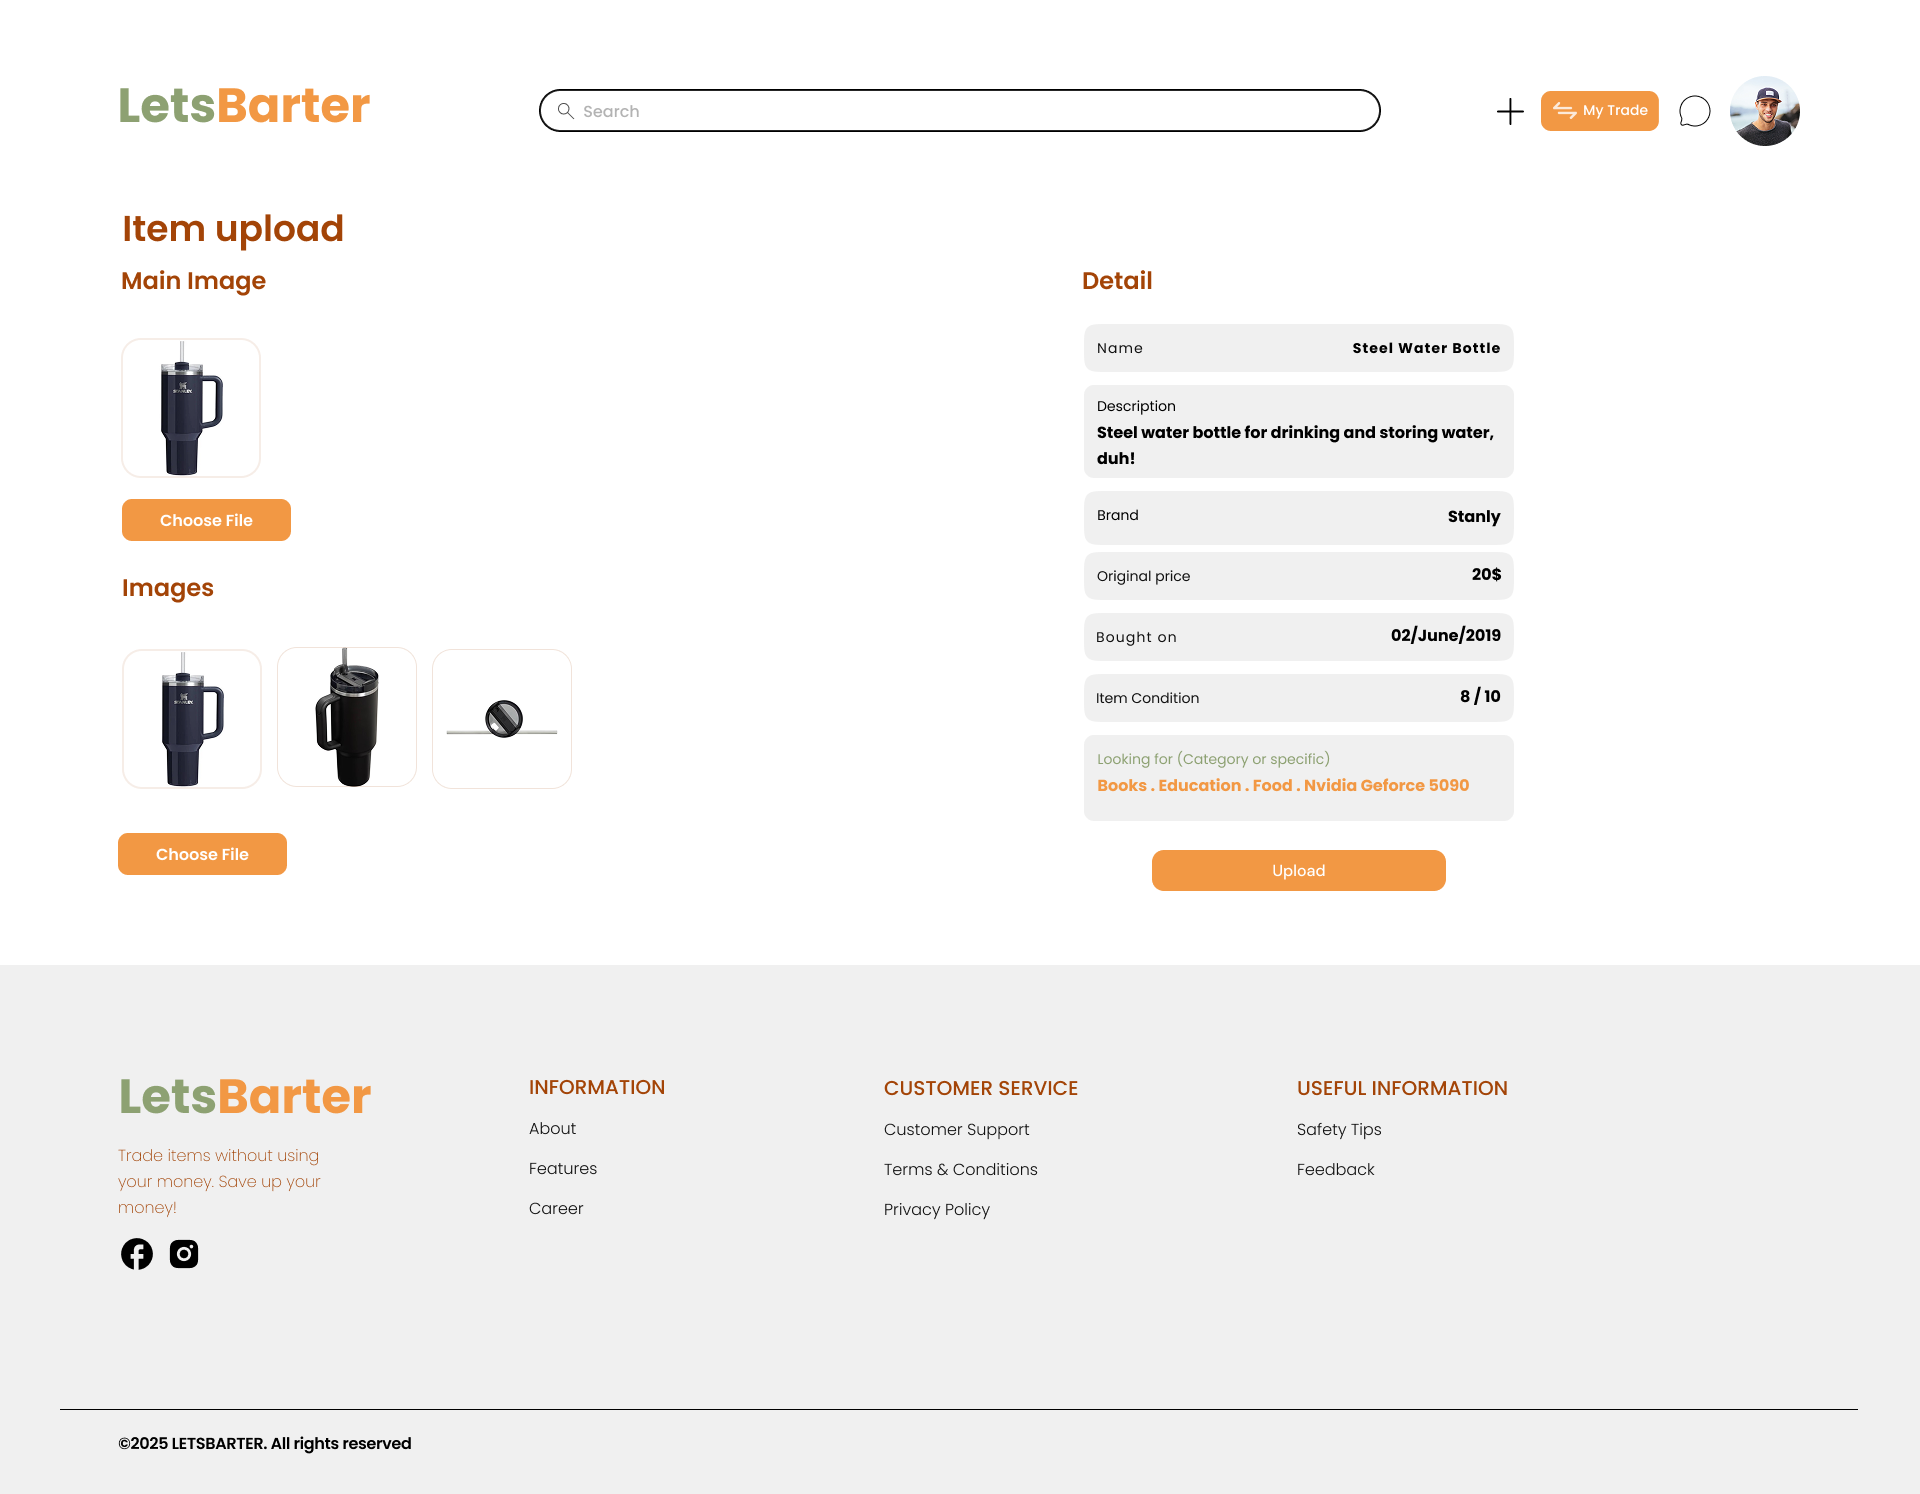 LetsBarter
Search
My Trade
Item upload
Main Image
STANLEY
Choose File
Images
STANLEY
Choose File
Detail
Name Steel Water Bottle
Description
Steel water bottle for drinking and storing water,
duh!
Brand Stanly
Original price 20$
Bought on 02/June/2019
Item Condition 8 / 10
Looking for (Category or specific)
Books . Education . Food . Nvidia Geforce 5090
Upload
LetsBarter
Trade items without using
your money. Save up your
money!
INFORMATION
About
Features
Career
CUSTOMER SERVICE
Customer Support
Terms & Conditions
Privacy Policy
USEFUL INFORMATION
Safety Tips
Feedback
©2025 LETSBARTER. All rights reserved